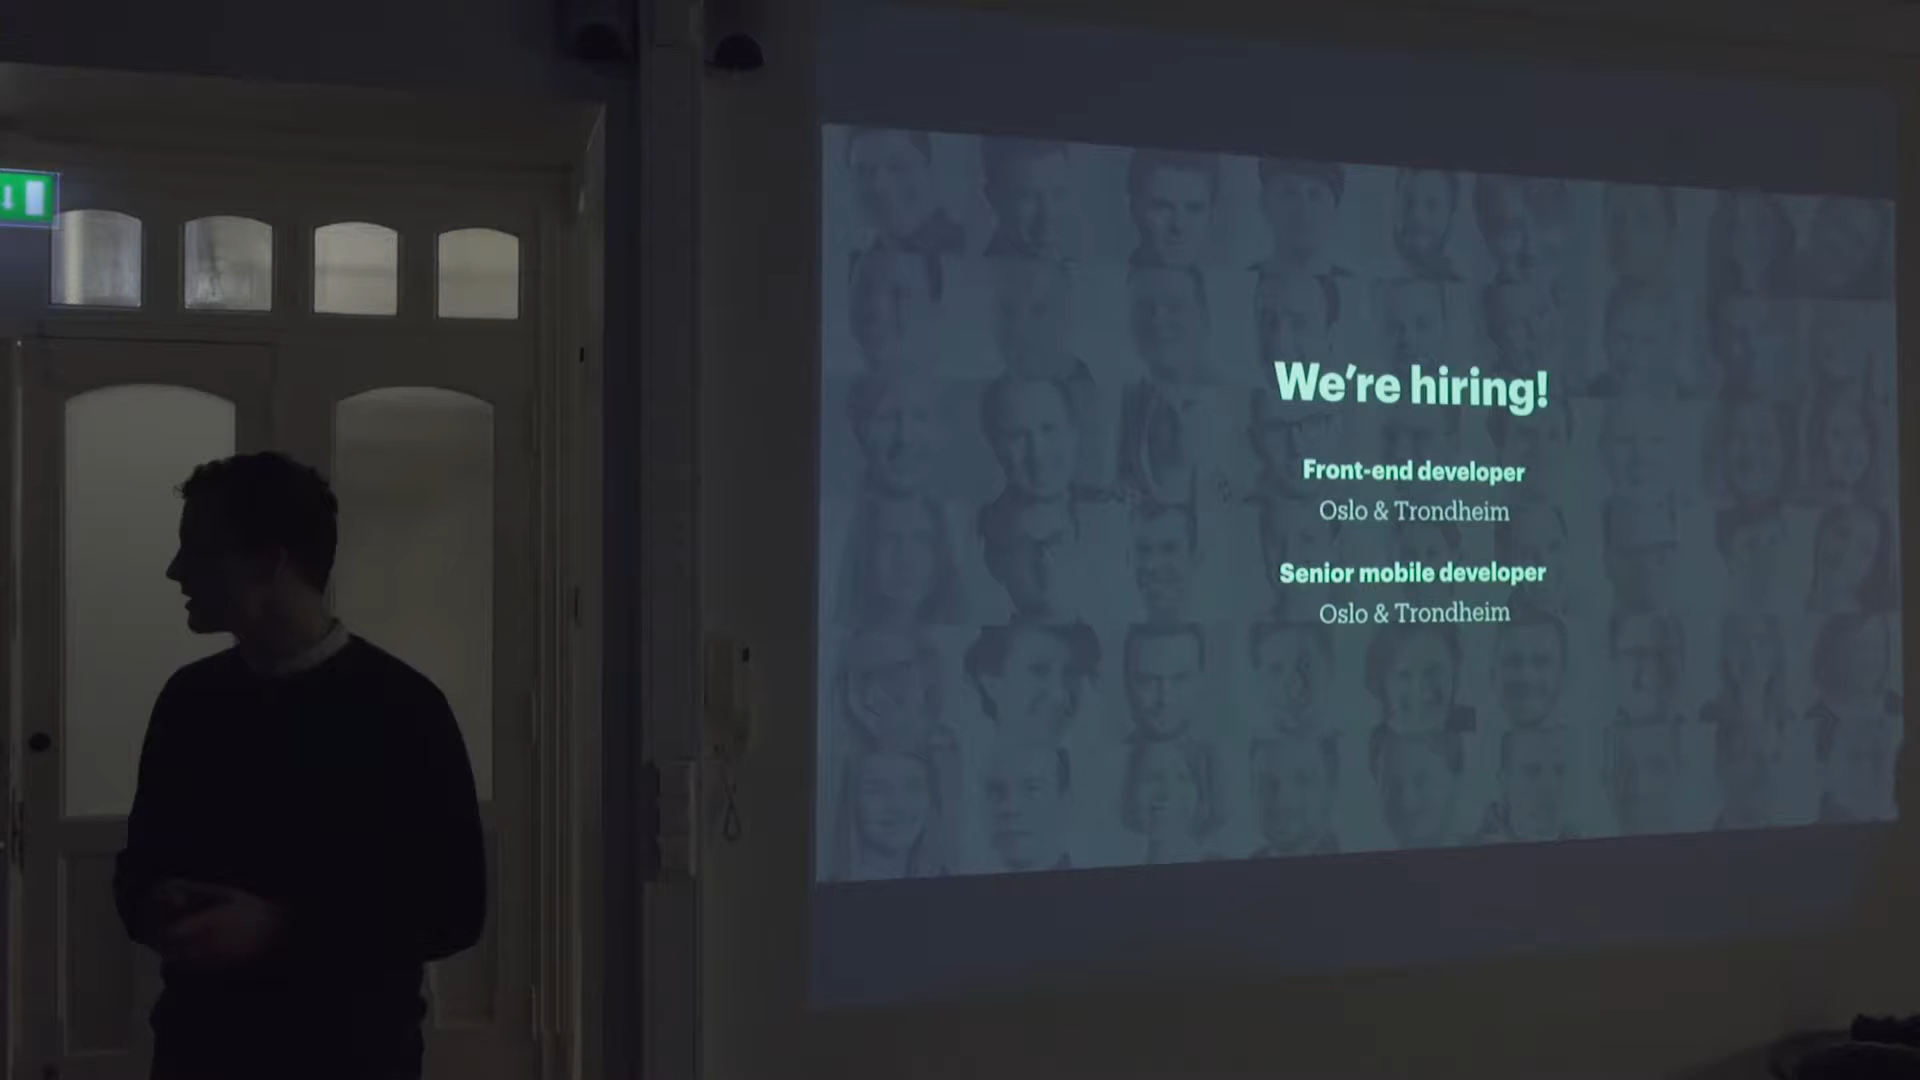 We're hiring!
Front-end developer
Oslo & Trondheim
Senior mobile developer
Oslo & Trondheim